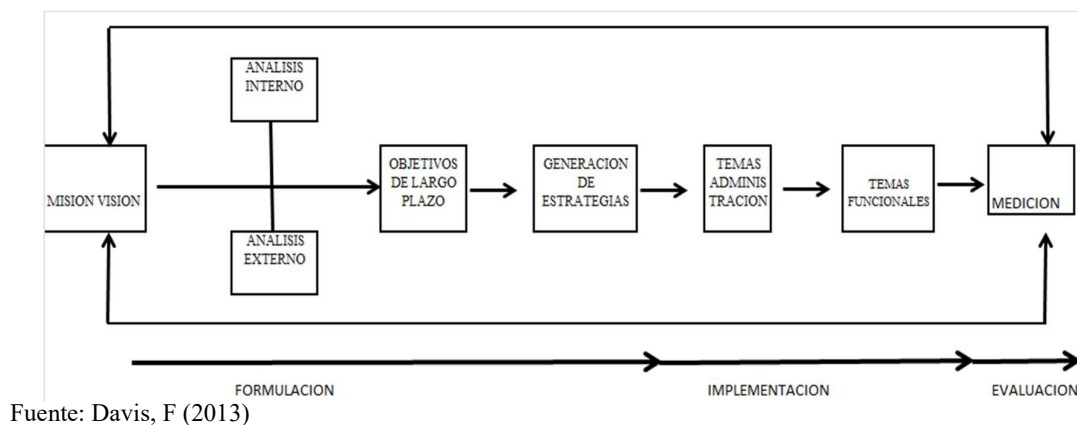 ANALISIS
INTERNO
MISION VISION
OBJETIVOS
DE LARGO
PLAZO
GENERACION
DE
ESTRATEGIAS
TEMAS
ADMINIS
TRACION
TEMAS
FUNCIONALES
MEDICION
ANALISIS
EXTERNO
FORMULACION
IMPLEMENTACION
EVALUACION
Fuente: Davis, F (2013)